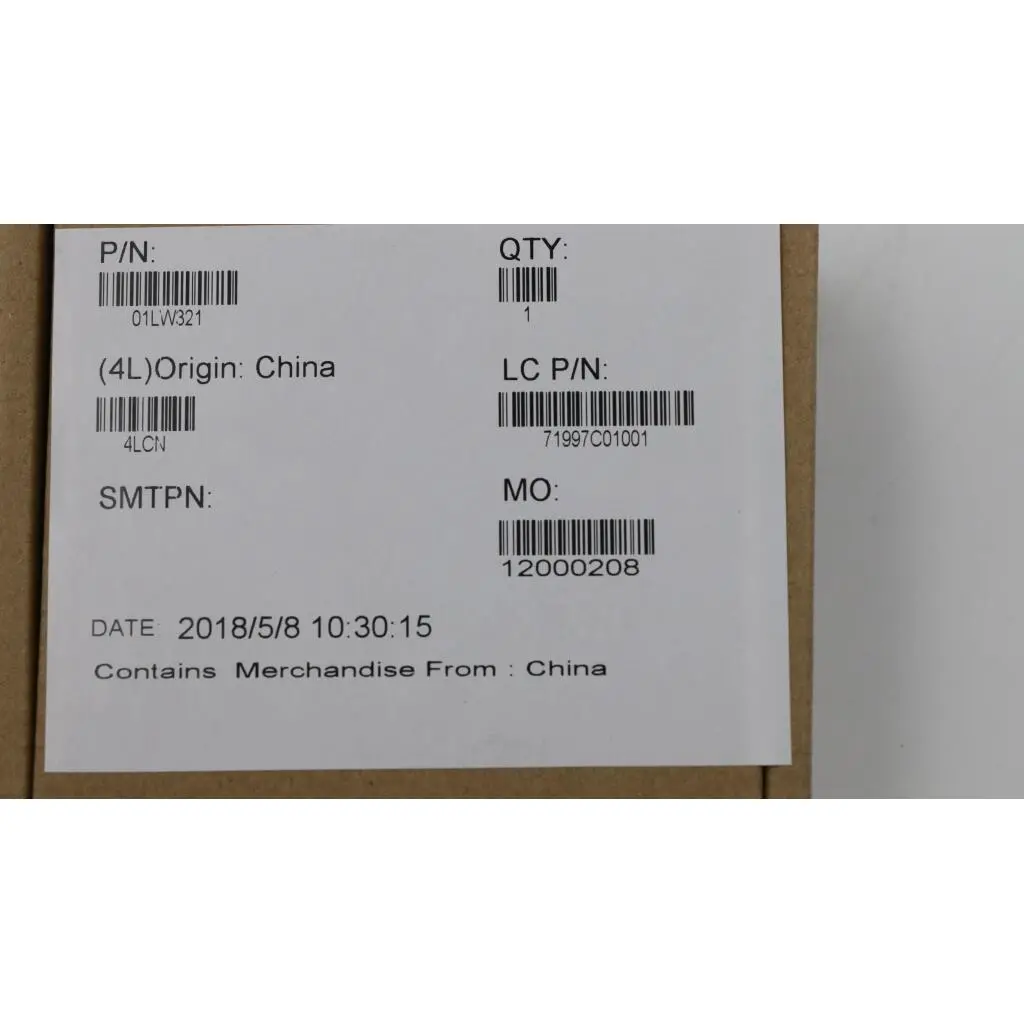 P/N:
01LW321
QTY:
1
(4L)Origin: China
4LCN
LC P/N:
71997C01001
SMTPN:
MO:
12000208
DATE: 2018/5/8 10:30:15
Contains Merchandise From : China